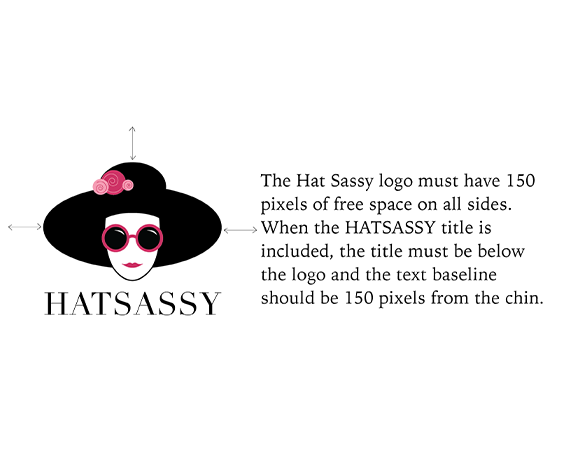 HATSASSY
The Hat Sassy logo must have 150
pixels of free space on all sides.
When the HATSASSY title is
included, the title must be below
the logo and the text baseline
should be 150 pixels from the chin.